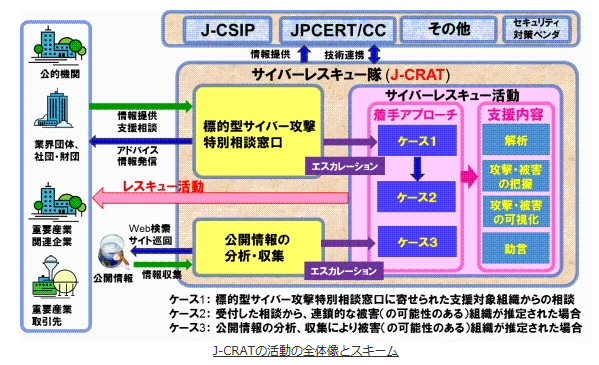 J-CSIP
JPCERT/CC
その他
セキュリティ
対策ベンダ
情報提供
技術連携
サイバーレスキュー隊 (J-CRAT)
公的機関
業界団体、
社団・財団
重要産業
関連企業
重要産業
取引先
情報提供
支援相談
アドバイス
情報発信
標的型サイバー攻撃
特別相談窓口
エスカレーション
レスキュー活動
Web検索
サイト巡回
公開情報
情報収集
公開情報の
分析・収集
エスカレーション
サイバーレスキュー活動
着手アプローチ
ケース1
ケース2
ケース3
支援内容
解析
攻撃・被害
の把握
攻撃・被害
の可視化
助言
ケース1: 標的型サイバー攻撃特別相談窓口に寄せられた支援対象組織からの相談
ケース2: 受付した相談から、連鎖的な被害(の可能性のある)組織が推定された場合
ケース3: 公開情報の分析、収集により被害(の可能性のある)組織が推定された場合
J-CRATの活動の全体像とスキーム